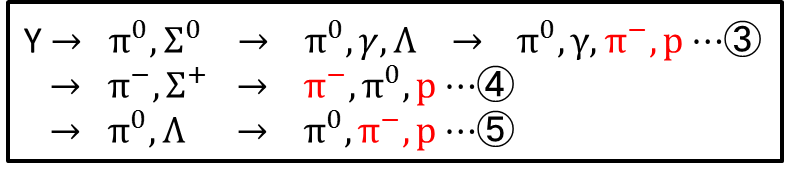 Y → π⁰, Σ⁰ → π⁰, γ, Λ → π⁰, γ, π⁻, p ⋯③
→ π⁻, Σ⁺ → π⁻, π⁰, p ⋯④
→ π⁰, Λ → π⁰, π⁻, p ⋯⑤